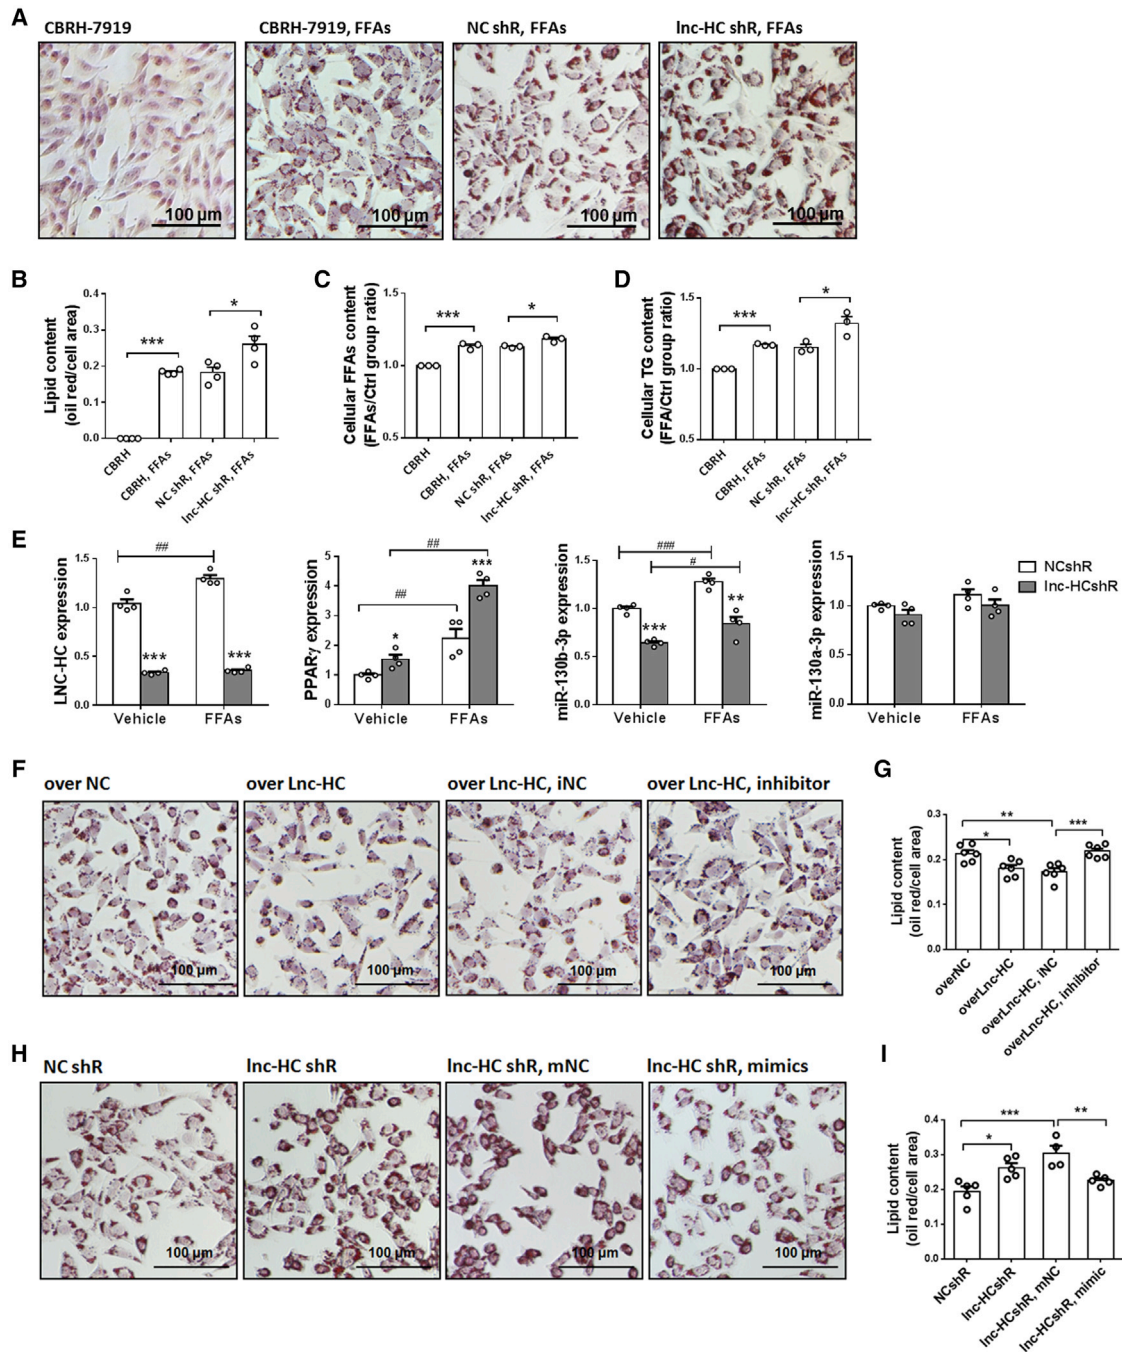 A
CBRH-7919
CBRH-7919, FFAs
NC shR, FFAs
lnc-HC shR, FFAs
100 µm
100 µm
100 µm
100 µm
B
Lipid content
(oil red/cell area)
0.4
0.3
0.2
0.1
0.0
***
*
CBRH
CBRH, FFAs
NC shR, FFAs
lnc-HC shR, FFAs
C
Cellular FFAs content
(FFAs/Ctrl group ratio)
1.5
1.0
0.5
***
*
CBRH
CBRH, FFAs
NC shR, FFAs
lnc-HC shR, FFAs
D
Cellular TG content
(FFA/Ctrl group ratio)
1.5
1.0
0.5
***
*
CBRH
CBRH, FFAs
NC shR, FFAs
lnc-HC shR, FFAs
E
LNC-HC expression
1.5
1.0
0.5
0.0
##
***
***
Vehicle
FFAs
PPARγ expression
5
4
3
2
1
0
##
##
*
***
Vehicle
FFAs
miR-130b-3p expression
1.5
1.0
0.5
0.0
###
#
***
**
Vehicle
FFAs
miR-130a-3p expression
1.5
1.0
0.5
0.0
Vehicle
FFAs
NCshR
lnc-HCshR
F
over NC
over Lnc-HC
over Lnc-HC, iNC
over Lnc-HC, inhibitor
100 µm
100 µm
100 µm
100 µm
G
Lipid content
(oil red/cell area)
0.3
0.2
0.1
0.0
**
*
***
overNC
overLnc-HC
overLnc-HC, iNC
overLnc-HC, inhibitor
H
NC shR
lnc-HC shR
lnc-HC shR, mNC
lnc-HC shR, mimics
100 µm
100 µm
100 µm
100 µm
I
Lipid content
(oil red/cell area)
0.4
0.3
0.2
0.1
0.0
***
*
**
NCshR
lnc-HCshR
lnc-HCshR, mNC
lnc-HCshR, mimic